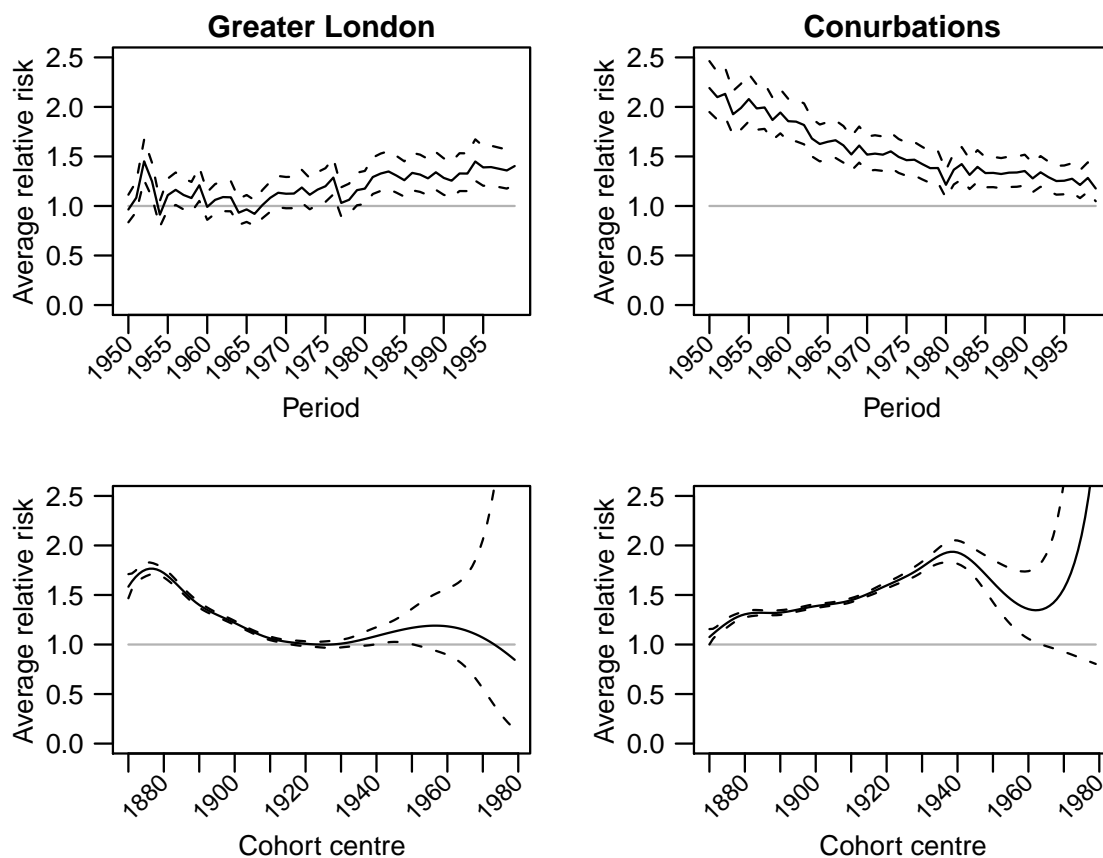 Greater London
Average relative risk
2.5
2.0
1.5
1.0
0.5
0.0
1950 1955 1960 1965 1970 1975 1980 1985 1990 1995
Period
Conurbations
Average relative risk
2.5
2.0
1.5
1.0
0.5
0.0
1950 1955 1960 1965 1970 1975 1980 1985 1990 1995
Period
Average relative risk
2.5
2.0
1.5
1.0
0.5
0.0
1880 1900 1920 1940 1960 1980
Cohort centre
Average relative risk
2.5
2.0
1.5
1.0
0.5
0.0
1880 1900 1920 1940 1960 1980
Cohort centre